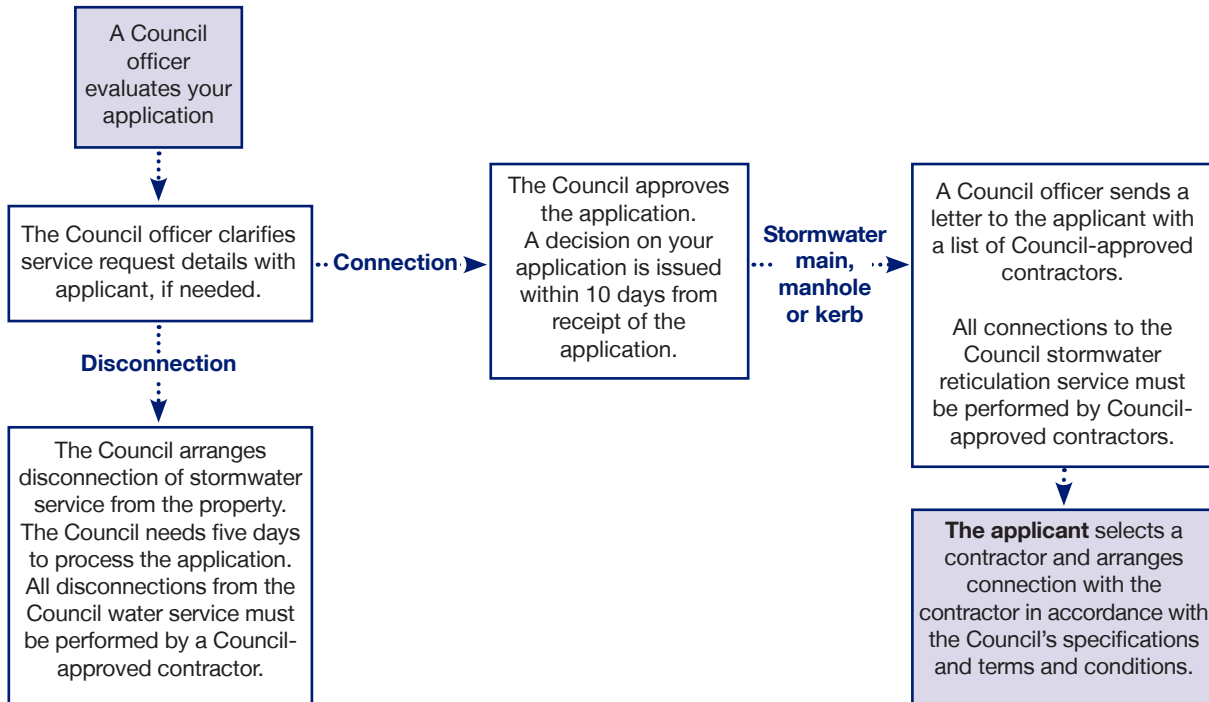 A Council
officer
evaluates your
application
The Council officer clarifies
service request details with
applicant, if needed.
Connection
The Council approves
the application.
A decision on your
application is issued
within 10 days from
receipt of the
application.
Stormwater
main,
manhole
or kerb
A Council officer sends a
letter to the applicant with
a list of Council-approved
contractors.
All connections to the
Council stormwater
reticulation service must
be performed by Council-
approved contractors.
Disconnection
The Council arranges
disconnection of stormwater
service from the property.
The Council needs five days
to process the application.
All disconnections from the
Council water service must
be performed by a Council-
approved contractor.
The applicant selects a
contractor and arranges
connection with the
contractor in accordance with
the Council’s specifications
and terms and conditions.